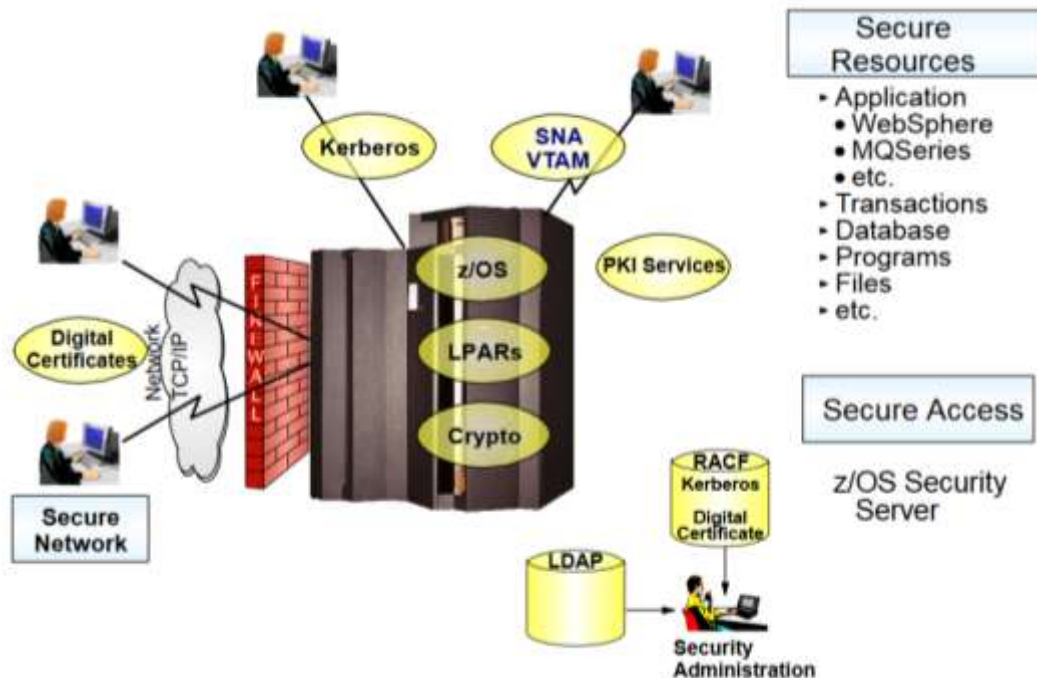 Kerberos
SNA
VTAM
z/OS
PKI Services
LPARs
Crypto
Digital
Certificates
Network
TCP/IP
FIREWALL
Secure
Network
RACF
Kerberos
Digital
Certificate
LDAP
Security
Administration
Secure
Resources
‣ Application
• WebSphere
• MQSeries
• etc.
‣ Transactions
‣ Database
‣ Programs
‣ Files
‣ etc.
Secure Access
z/OS Security
Server